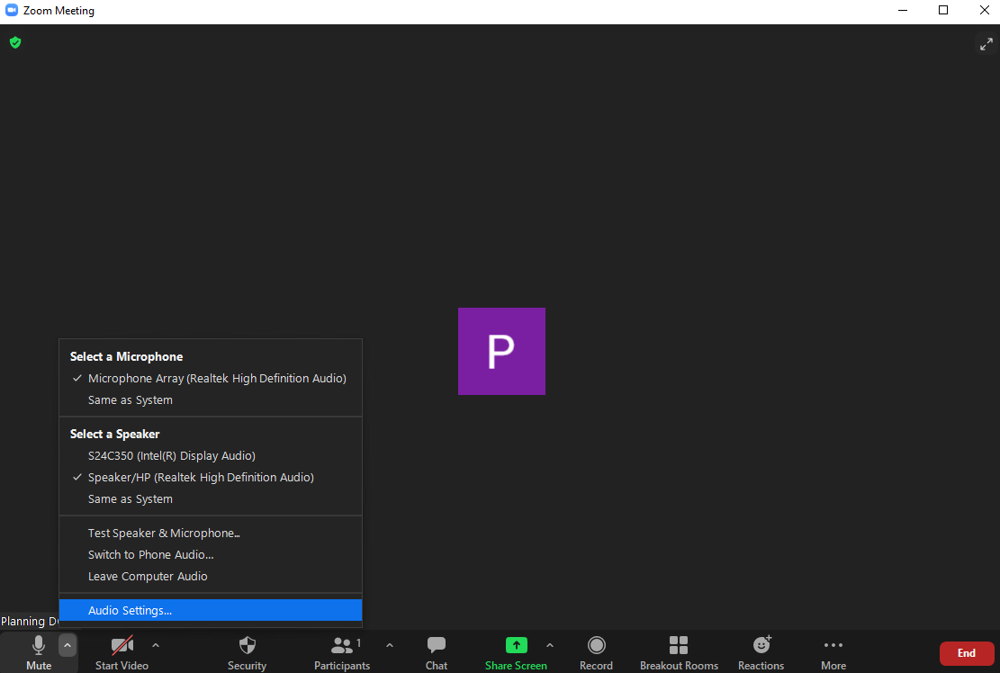 Zoom Meeting
P
Select a Microphone
Microphone Array (Realtek High Definition Audio)
Same as System
Select a Speaker
S24C350 (Intel(R) Display Audio)
Speaker/HP (Realtek High Definition Audio)
Same as System
Test Speaker & Microphone...
Switch to Phone Audio...
Leave Computer Audio
Audio Settings...
Planning
1
Mute
Start Video
Security
Participants
Chat
Share Screen
Record
Breakout Rooms
Reactions
More
End